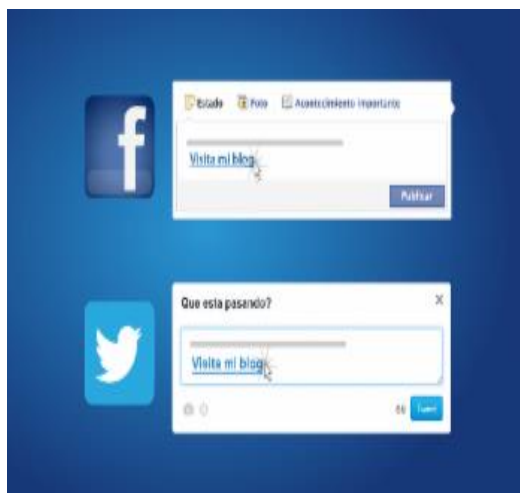 f
Estado Foto Acontecimiento importante
Visita mi blog
Publicar
Que esta pasando?
Visita mi blog
Tweet